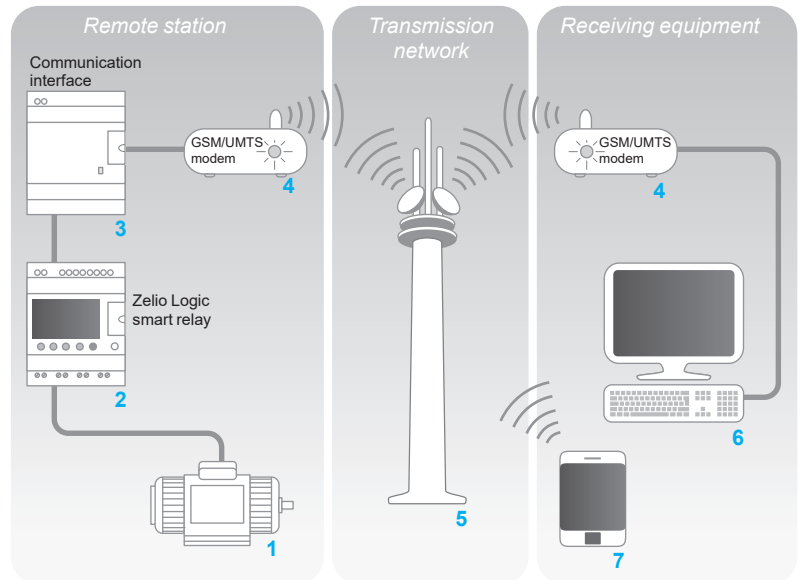 Remote station
Transmission
network
Receiving equipment
Communication
interface
GSM/UMTS
modem
4
3
GSM/UMTS
modem
4
Zelio Logic
smart relay
2
1
5
6
7